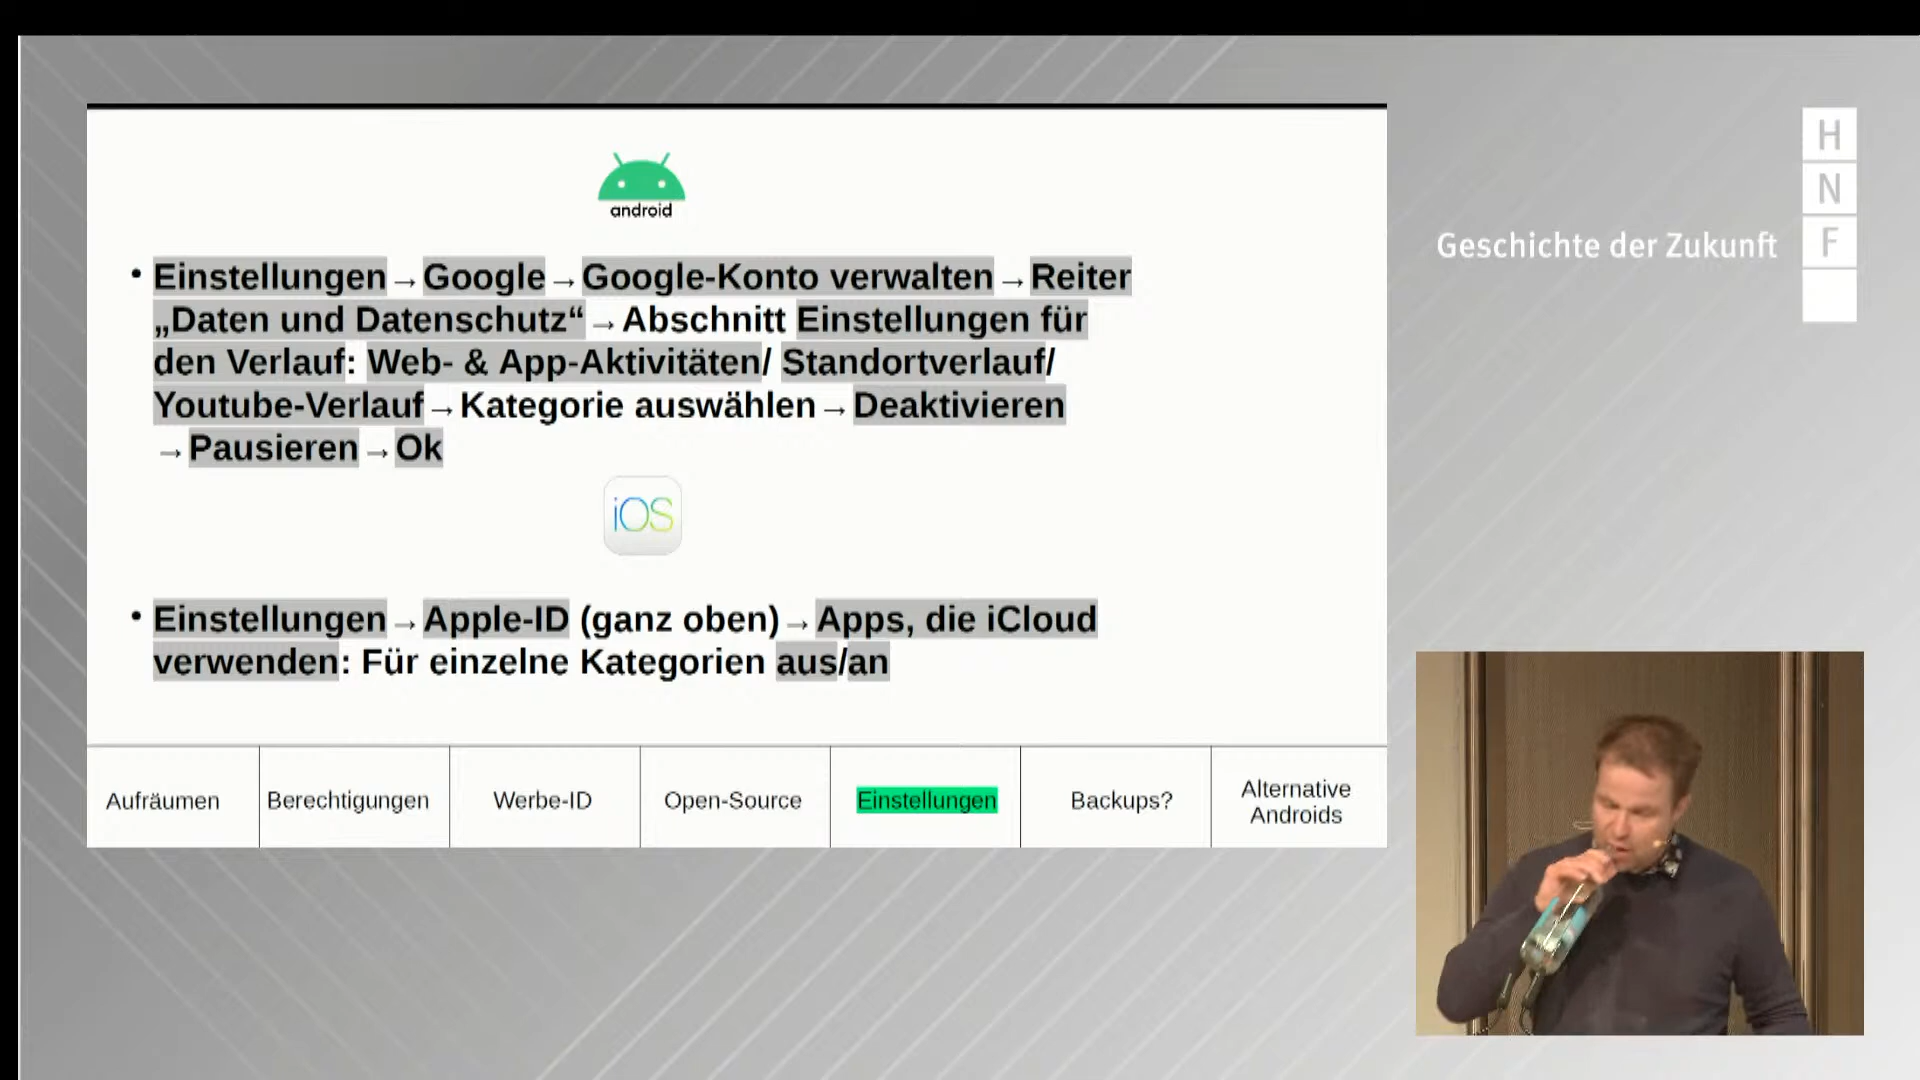 H
N
F
Geschichte der Zukunft
android
• Einstellungen→Google→Google-Konto verwalten→Reiter
„Daten und Datenschutz“→Abschnitt Einstellungen für
den Verlauf: Web- & App-Aktivitäten/ Standortverlauf/
Youtube-Verlauf→Kategorie auswählen→Deaktivieren
→Pausieren→Ok
iOS
• Einstellungen→Apple-ID (ganz oben)→Apps, die iCloud
verwenden: Für einzelne Kategorien aus/an
Aufräumen
Berechtigungen
Werbe-ID
Open-Source
Einstellungen
Backups?
Alternative
Androids